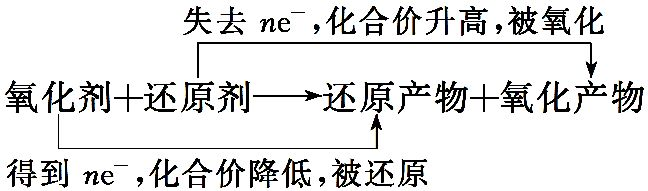 失去 ne⁻,化合价升高,被氧化
氧化剂+还原剂→还原产物+氧化产物
得到 ne⁻,化合价降低,被还原